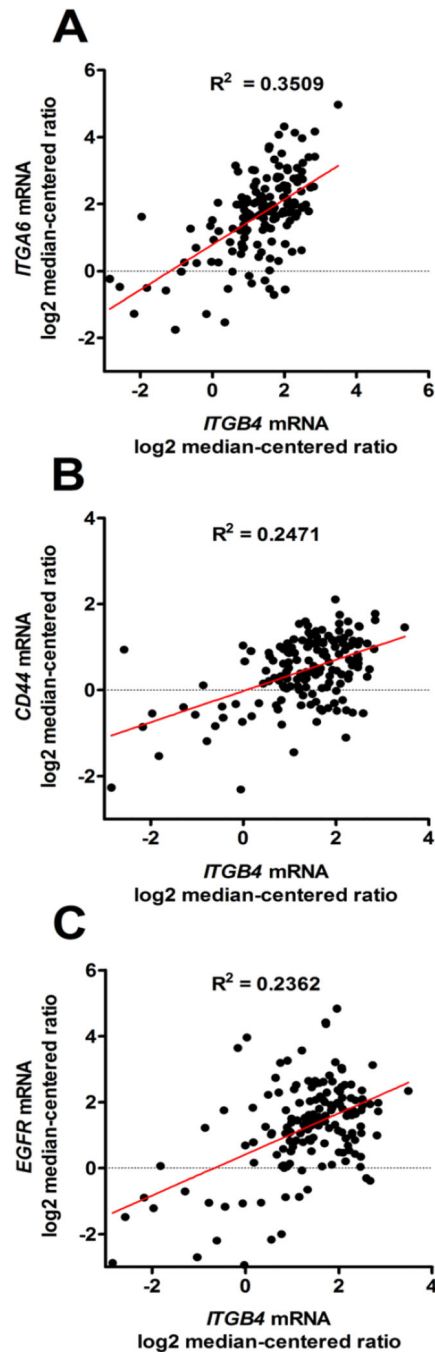 A
R² = 0.3509
ITGA6 mRNA
log2 median-centered ratio
6
4
2
0
-2
-2
0
2
4
6
ITGB4 mRNA
log2 median-centered ratio
B
R² = 0.2471
CD44 mRNA
log2 median-centered ratio
4
2
0
-2
-2
0
2
4
ITGB4 mRNA
log2 median-centered ratio
C
R² = 0.2362
EGFR mRNA
log2 median-centered ratio
6
4
2
0
-2
-2
0
2
4
ITGB4 mRNA
log2 median-centered ratio